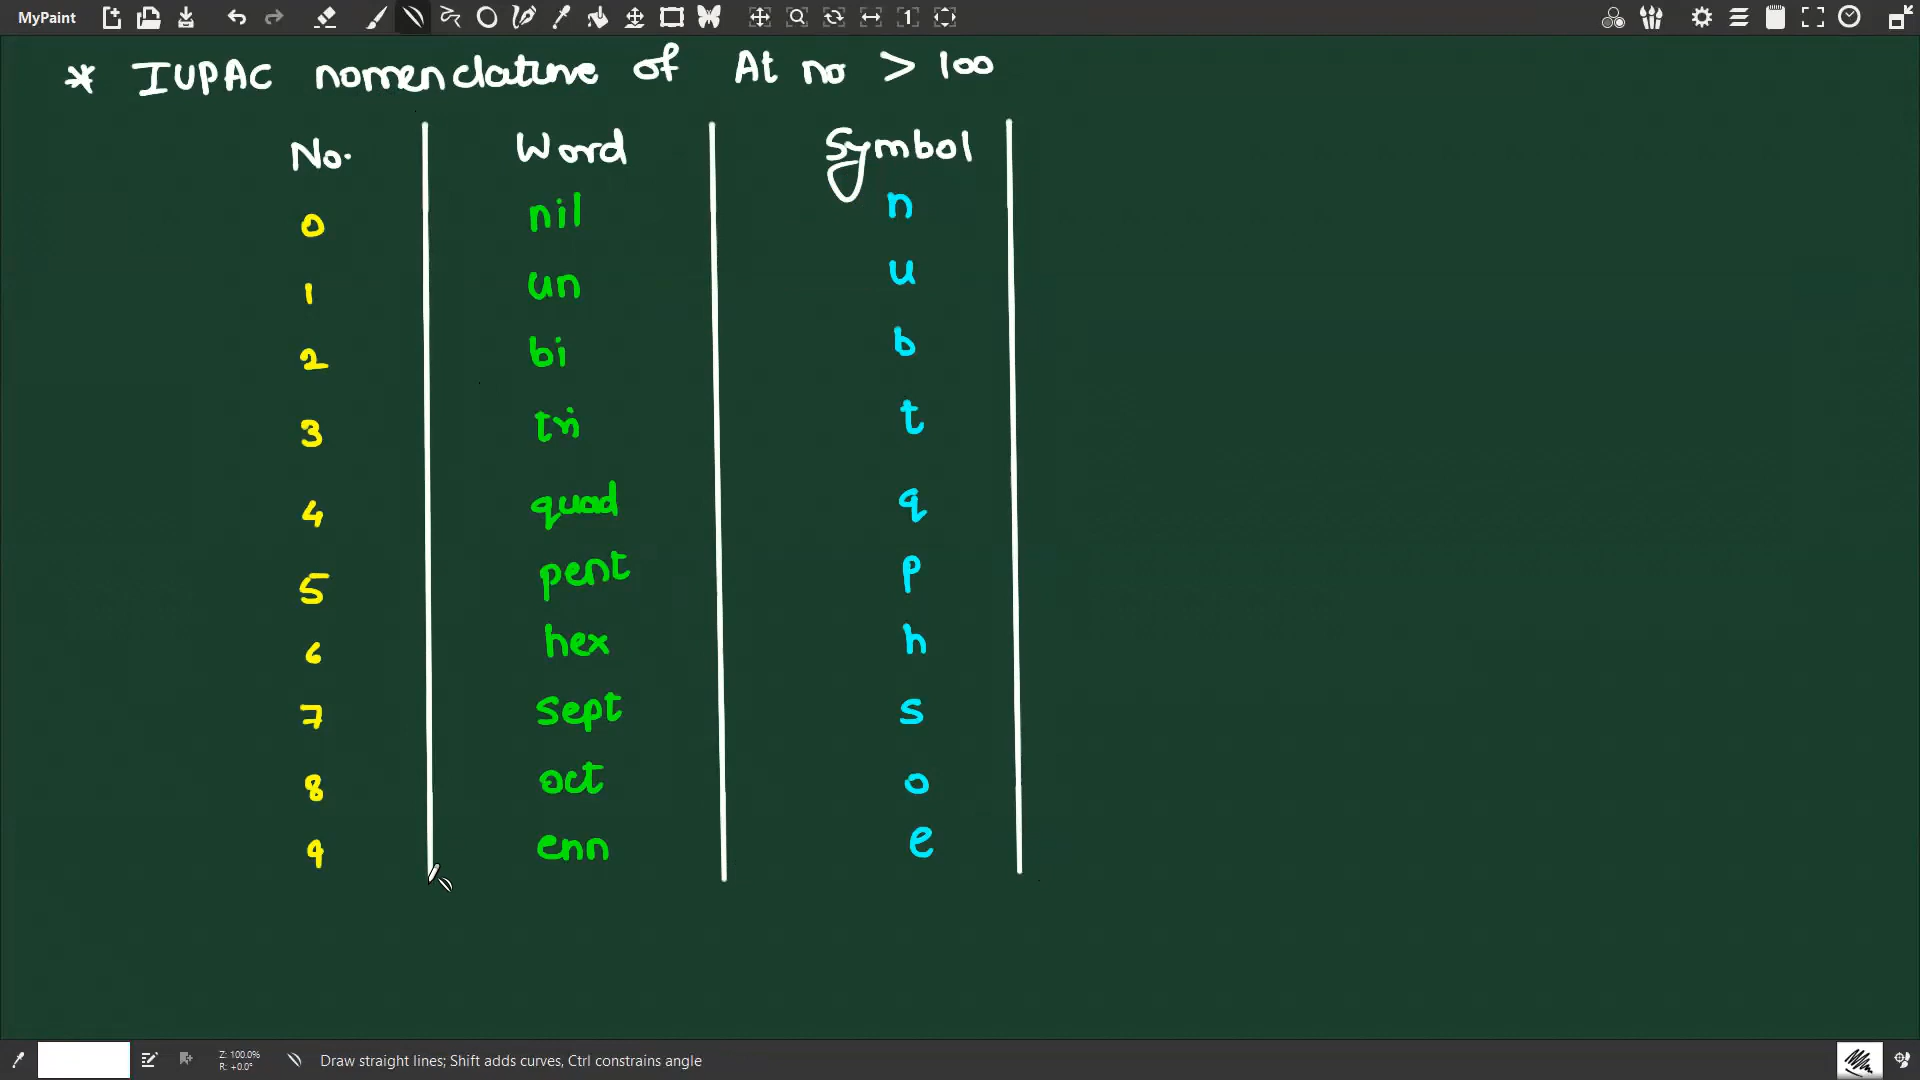 MyPaint
* IUPAC nomenclature of At no > 100
No. Word Symbol
0 nil n
1 un u
2 bi b
3 tri t
4 quad q
5 pent p
6 hex h
7 sept s
8 oct o
9 enn e
Z: 100.0%
R: +0.0°
Draw straight lines; Shift adds curves, Ctrl constrains angle